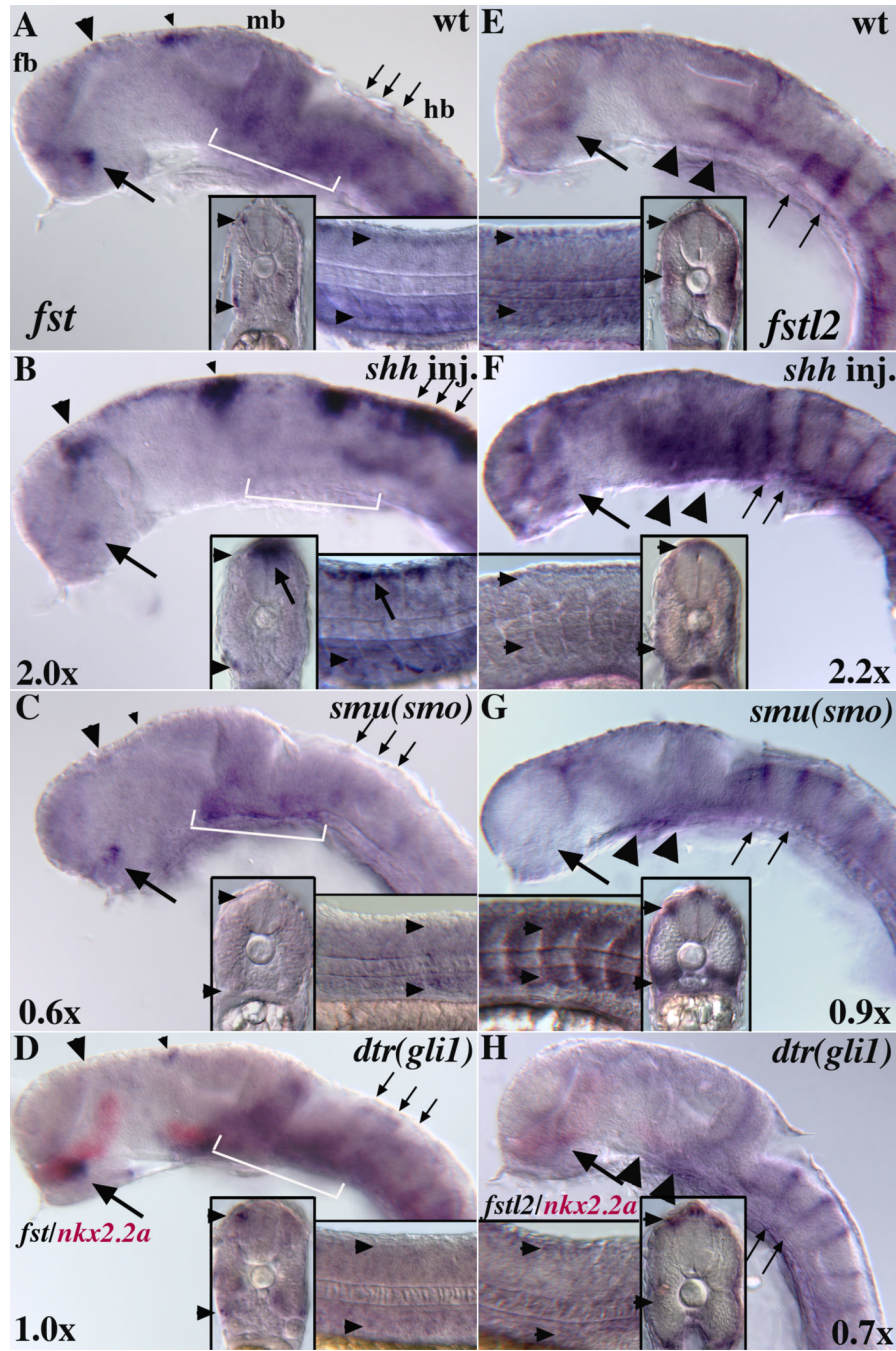 A
mb
wt
fb
hb
fst
E
wt
fstl2
B
shh inj.
2.0x
F
shh inj.
2.2x
C
smu(smo)
0.6x
G
smu(smo)
0.9x
D
dtr(gli1)
fst/nkx2.2a
1.0x
H
dtr(gli1)
fstl2/nkx2.2a
0.7x